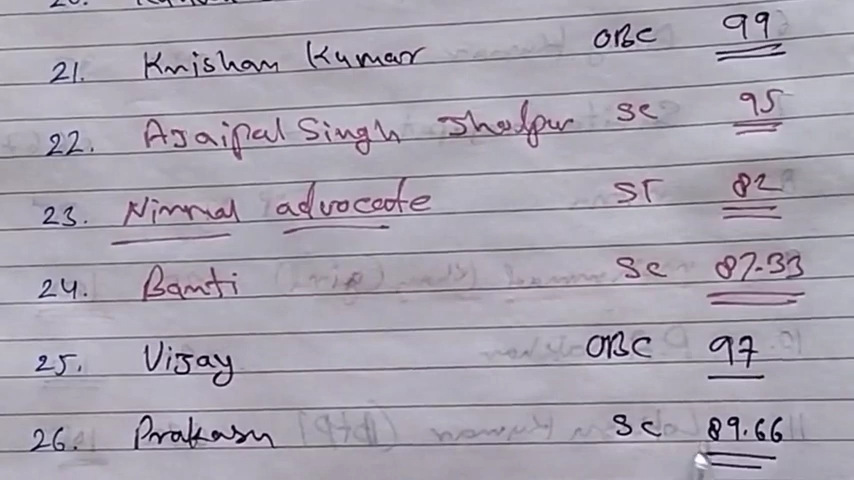 21. Krishan Kumar OBC 99
22. Ajaipal Singh Jhodpur SC 95
23. Nirmal advocate ST 82
24. Banti SC 87.33
25. Vijay OBC 97
26. Prakash SC 89.66